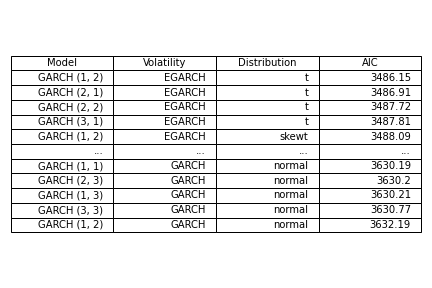 Model Volatility Distribution AIC
GARCH (1, 2) EGARCH t 3486.15
GARCH (2, 1) EGARCH t 3486.91
GARCH (2, 2) EGARCH t 3487.72
GARCH (3, 1) EGARCH t 3487.81
GARCH (1, 2) EGARCH skewt 3488.09
... ... ... ...
GARCH (1, 1) GARCH normal 3630.19
GARCH (2, 3) GARCH normal 3630.2
GARCH (1, 3) GARCH normal 3630.21
GARCH (3, 3) GARCH normal 3630.77
GARCH (1, 2) GARCH normal 3632.19